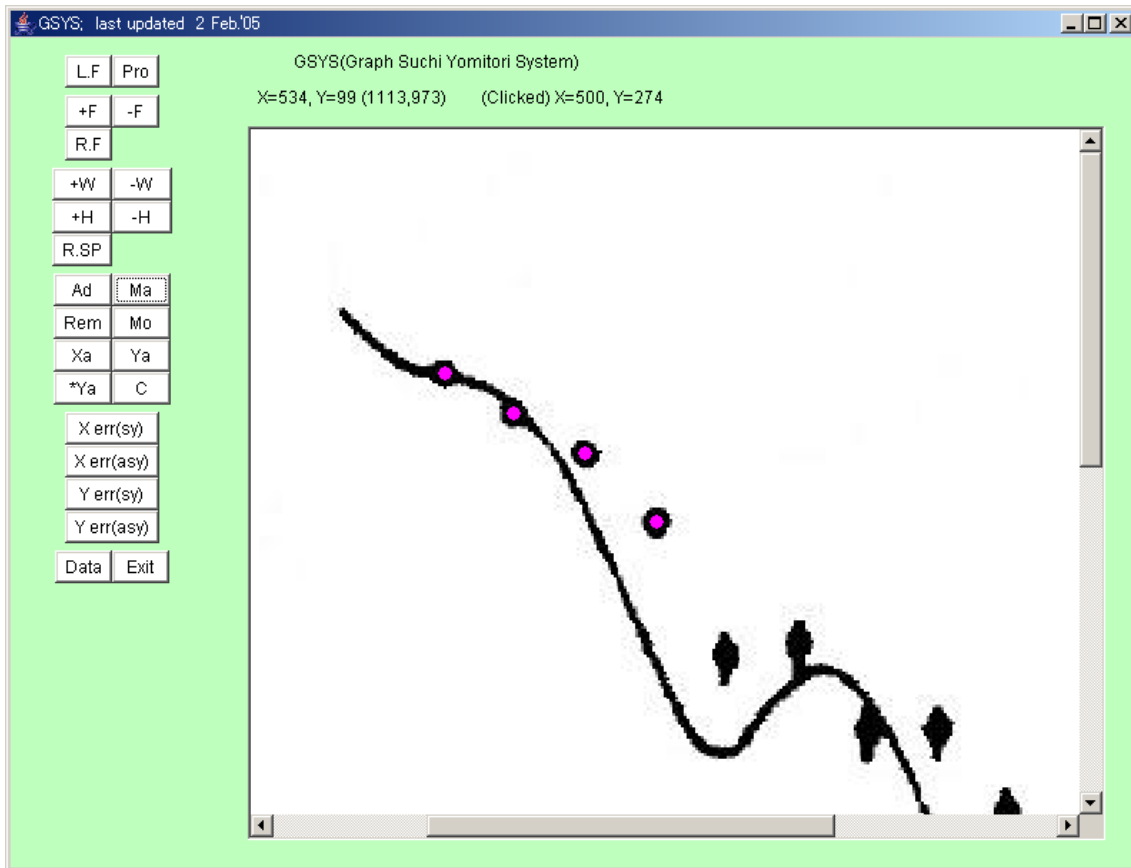 GSYS; last updated 2 Feb.'05
GSYS(Graph Suchi Yomitori System)
X=534, Y=99 (1113,973) (Clicked) X=500, Y=274
L.F Pro
+F -F
R.F
+W -W
+H -H
R.SP
Ad Ma
Rem Mo
Xa Ya
*Ya C
X err(sy)
X err(asy)
Y err(sy)
Y err(asy)
Data Exit